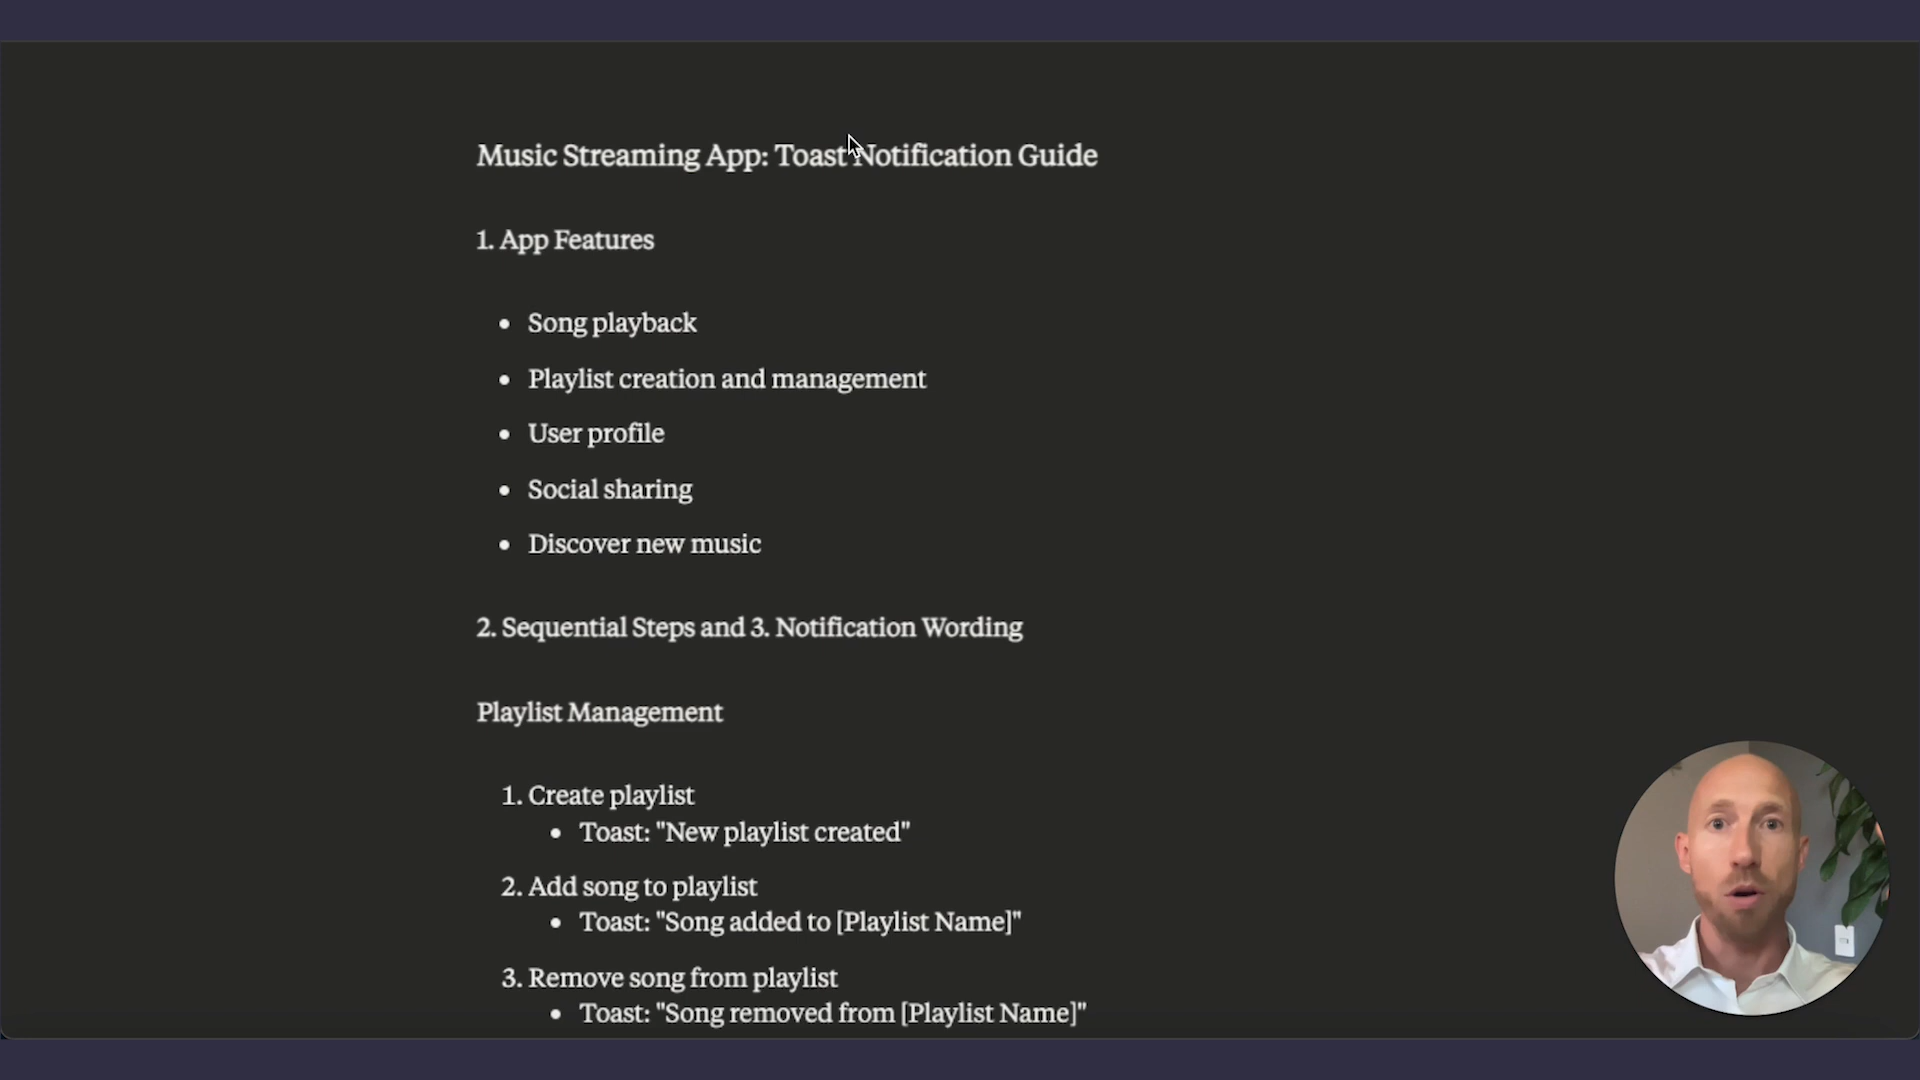 Music Streaming App: Toast Notification Guide
1. App Features
• Song playback
• Playlist creation and management
• User profile
• Social sharing
• Discover new music
2. Sequential Steps and 3. Notification Wording
Playlist Management
1. Create playlist
• Toast: "New playlist created"
2. Add song to playlist
• Toast: "Song added to [Playlist Name]"
3. Remove song from playlist
• Toast: "Song removed from [Playlist Name]"